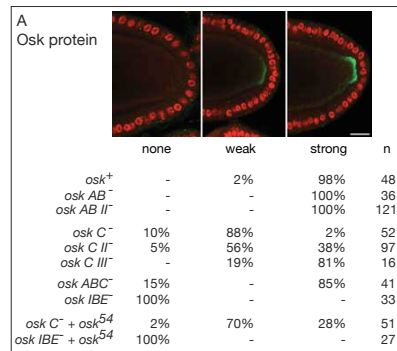 A
Osk protein
none weak strong n
osk+ - 2% 98% 48
osk AB- - - 100% 36
osk AB II- - - 100% 121
osk C- 10% 88% 2% 52
osk C II- 5% 56% 38% 97
osk C III- - 19% 81% 16
osk ABC- 15% - 85% 41
osk IBE- 100% - - 33
osk C- + osk54 2% 70% 28% 51
osk IBE- + osk54 100% - - 27